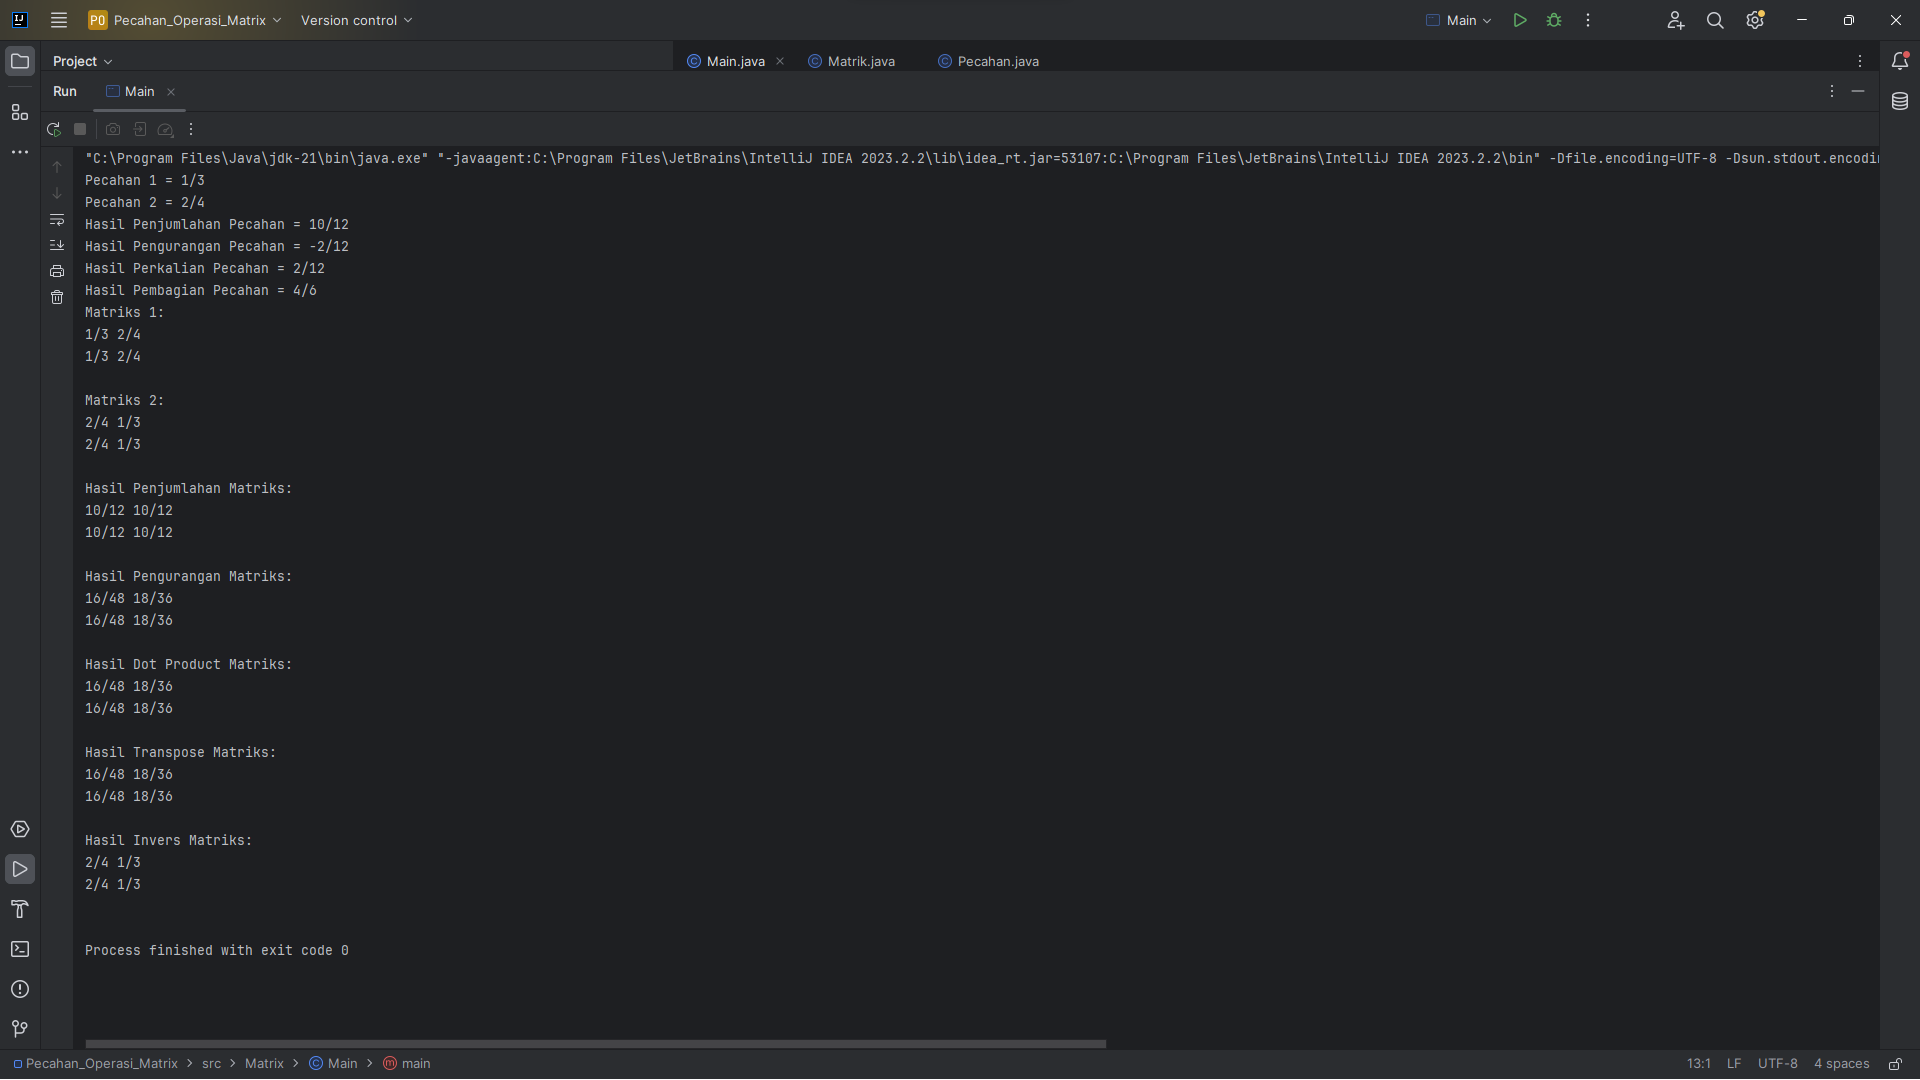 PO Pecahan_Operasi_Matrix Version control Main
Project Main.java Matrik.java Pecahan.java
Run Main
"C:\Program Files\Java\jdk-21\bin\java.exe" "-javaagent:C:\Program Files\JetBrains\IntelliJ IDEA 2023.2.2\lib\idea_rt.jar=53107:C:\Program Files\JetBrains\IntelliJ IDEA 2023.2.2\bin" -Dfile.encoding=UTF-8 -Dsun.stdout.encodi
Pecahan 1 = 1/3
Pecahan 2 = 2/4
Hasil Penjumlahan Pecahan = 10/12
Hasil Pengurangan Pecahan = -2/12
Hasil Perkalian Pecahan = 2/12
Hasil Pembagian Pecahan = 4/6
Matriks 1:
1/3 2/4
1/3 2/4
Matriks 2:
2/4 1/3
2/4 1/3
Hasil Penjumlahan Matriks:
10/12 10/12
10/12 10/12
Hasil Pengurangan Matriks:
16/48 18/36
16/48 18/36
Hasil Dot Product Matriks:
16/48 18/36
16/48 18/36
Hasil Transpose Matriks:
16/48 18/36
16/48 18/36
Hasil Invers Matriks:
2/4 1/3
2/4 1/3
Process finished with exit code 0
Pecahan_Operasi_Matrix > src > Matrix > Main > main 13:1 LF UTF-8 4 spaces